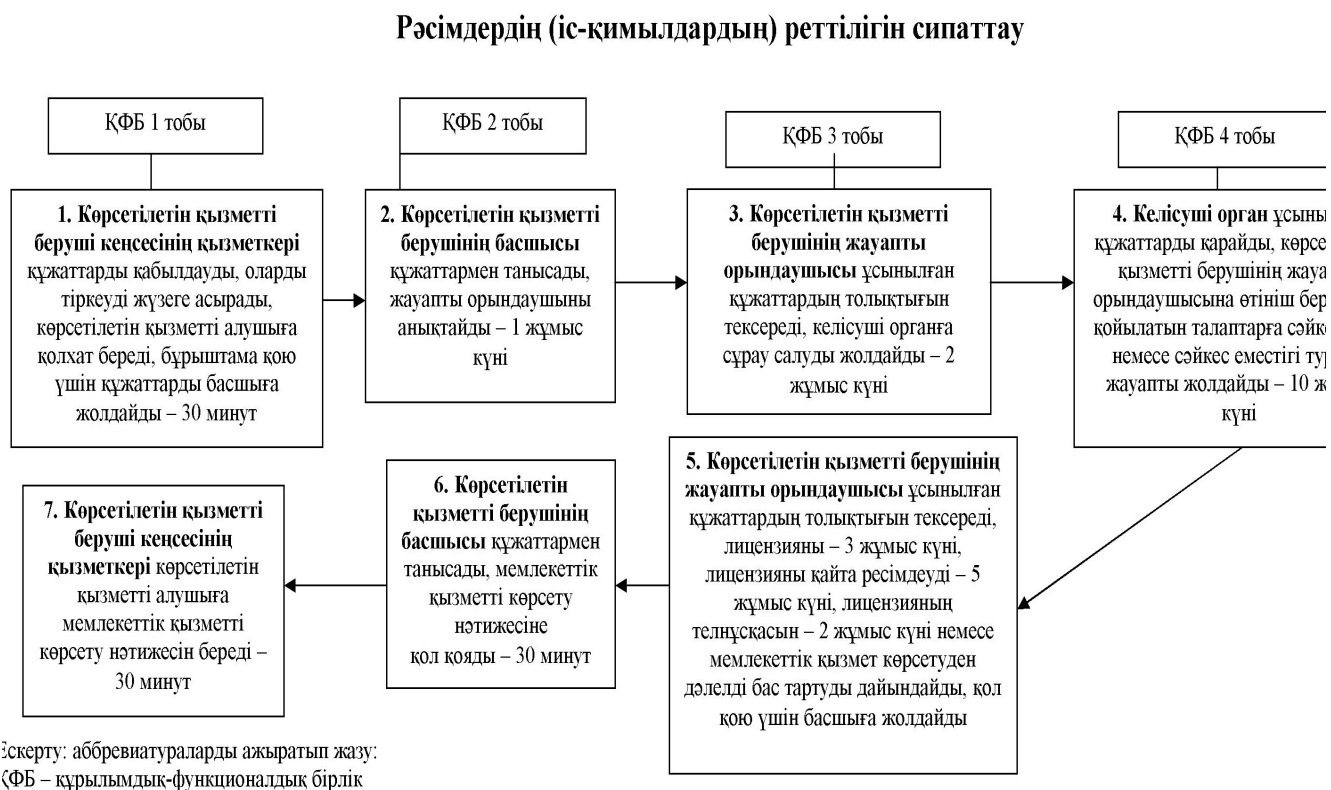 Рәсімдердің (іс-қимылдардың) реттілігін сипаттау
ҚФБ 1 тобы
ҚФБ 2 тобы
ҚФБ 3 тобы
ҚФБ 4 тобы
1. Көрсетілетін қызметті
беруші кеңсесінің қызметкері
құжаттарды қабылдауды, оларды
тіркеуді жүзеге асырады,
көрсетілетін қызметті алушыға
қолхат береді, бұрыштама қою
үшін құжаттарды басшыға
жолдайды – 30 минут
2. Көрсетілетін қызметті
берушінің басшысы
құжаттармен танысады,
жауапты орындаушыны
анықтайды – 1 жұмыс
күні
3. Көрсетілетін қызметті
берушінің жауапты
орындаушысы ұсынылған
құжаттардың толықтығын
тексереді, келісуші органға
сұрау салуды жолдайды – 2
жұмыс күні
4. Келісуші орган
құжаттарды қарайды,
қызметті берушінің
орындаушысына өтініш
қойылатын талаптарға
немесе сәйкес еместігі
жауапты жолдайды – 10
күні
5. Көрсетілетін қызметті берушінің
жауапты орындаушысы ұсынылған
құжаттардың толықтығын тексереді,
лицензияны – 3 жұмыс күні,
лицензияны қайта ресімдеуді – 5
жұмыс күні, лицензияның
телнұсқасын – 2 жұмыс күні немесе
мемлекеттік қызмет көрсетуден
дәлелді бас тартуды дайындайды, қол
қою үшін басшыға жолдайды
6. Көрсетілетін
қызметті берушінің
басшысы құжаттармен
танысады, мемлекеттік
қызметті көрсету
нәтижесіне
қол қояды – 30 минут
7. Көрсетілетін қызметті
беруші кеңсесінің
қызметкері көрсетілетін
қызметті алушыға
мемлекеттік қызметті
көрсету нәтижесін береді –
30 минут
Ескерту: аббревиатураларды ажыратып жазу:
ҚФБ – құрылымдық-функционалдық бірлік